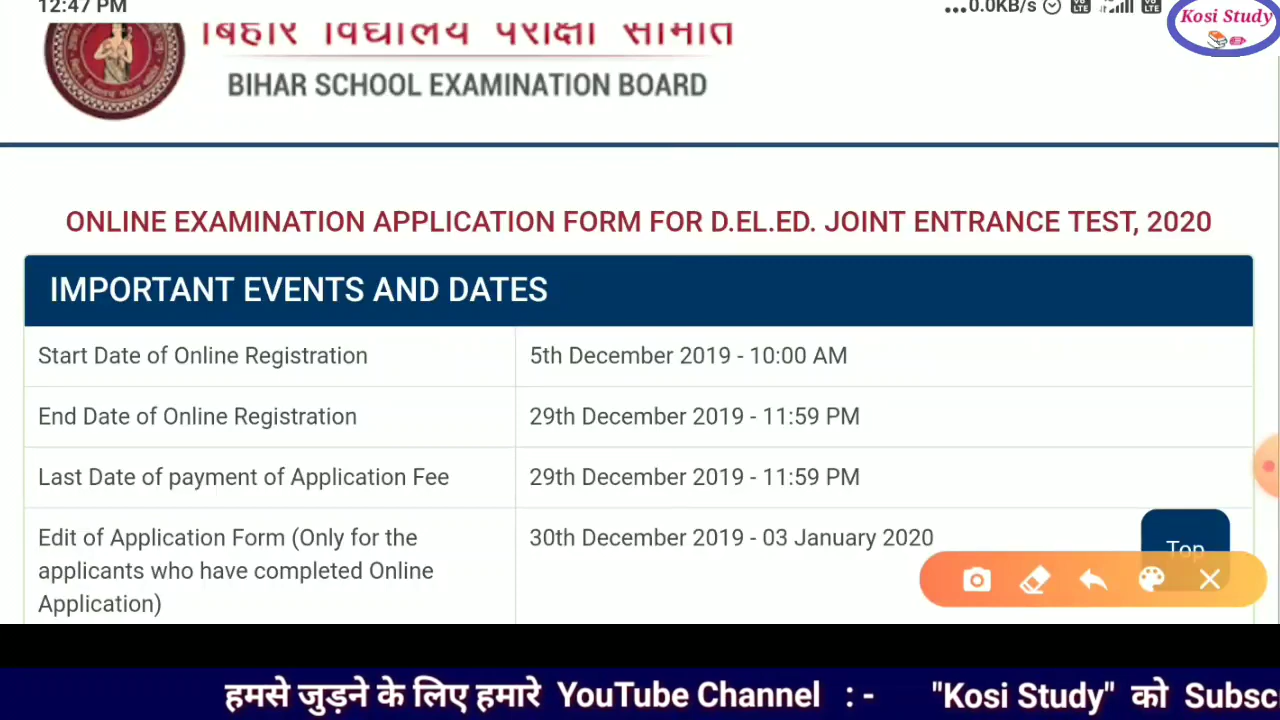 12:47 PM
...0.0KB/s
Kosi Study
बिहार विद्यालय परीक्षा समिति
BIHAR SCHOOL EXAMINATION BOARD
ONLINE EXAMINATION APPLICATION FORM FOR D.EL.ED. JOINT ENTRANCE TEST, 2020
IMPORTANT EVENTS AND DATES
Start Date of Online Registration 5th December 2019 - 10:00 AM
End Date of Online Registration 29th December 2019 - 11:59 PM
Last Date of payment of Application Fee 29th December 2019 - 11:59 PM
Edit of Application Form (Only for the 30th December 2019 - 03 January 2020
applicants who have completed Online
Application)
Top
हमसे जुड़ने के लिए हमारे YouTube Channel : - "Kosi Study" को Subsc